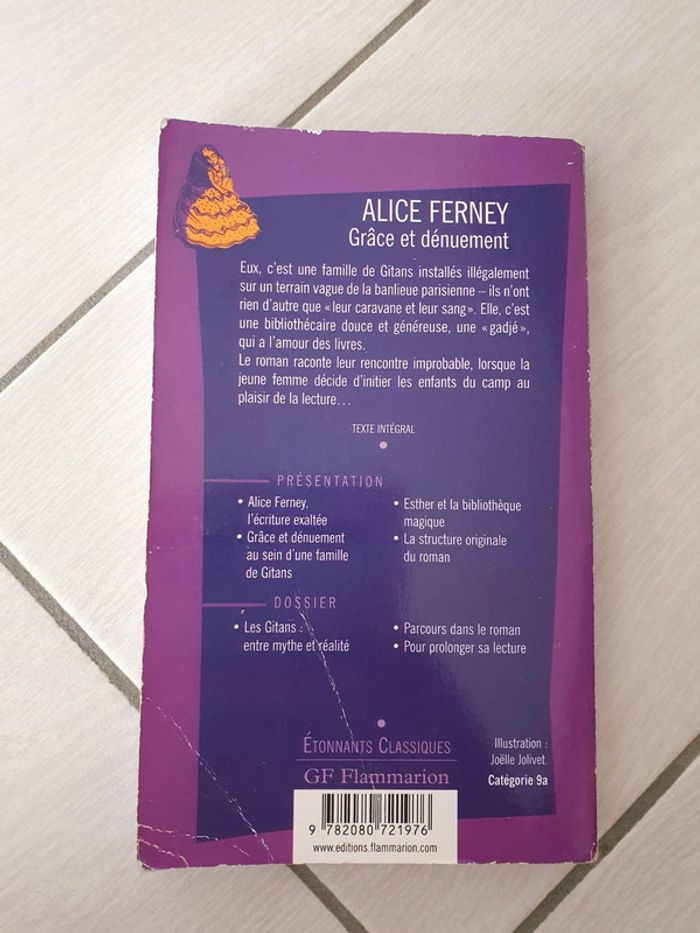 ALICE FERNEY
Grâce et dénuement
Eux, c'est une famille de Gitans installés illégalement
sur un terrain vague de la banlieue parisienne – ils n'ont
rien d'autre que « leur caravane et leur sang ». Elle, c'est
une bibliothécaire douce et généreuse, une « gadjé »,
qui a l'amour des livres.
Le roman raconte leur rencontre improbable, lorsque la
jeune femme décide d'initier les enfants du camp au
plaisir de la lecture…
TEXTE INTÉGRAL
PRÉSENTATION
• Alice Ferney,
l'écriture exaltée
• Grâce et dénuement
au sein d'une famille
de Gitans
• Esther et la bibliothèque
magique
• La structure originale
du roman
DOSSIER
• Les Gitans :
entre mythe et réalité
• Parcours dans le roman
• Pour prolonger sa lecture
ÉTONNANTS CLASSIQUES
GF Flammarion
Illustration :
Joëlle Jolivet.
Catégorie 9a
9 782080 721976
www.editions.flammarion.com